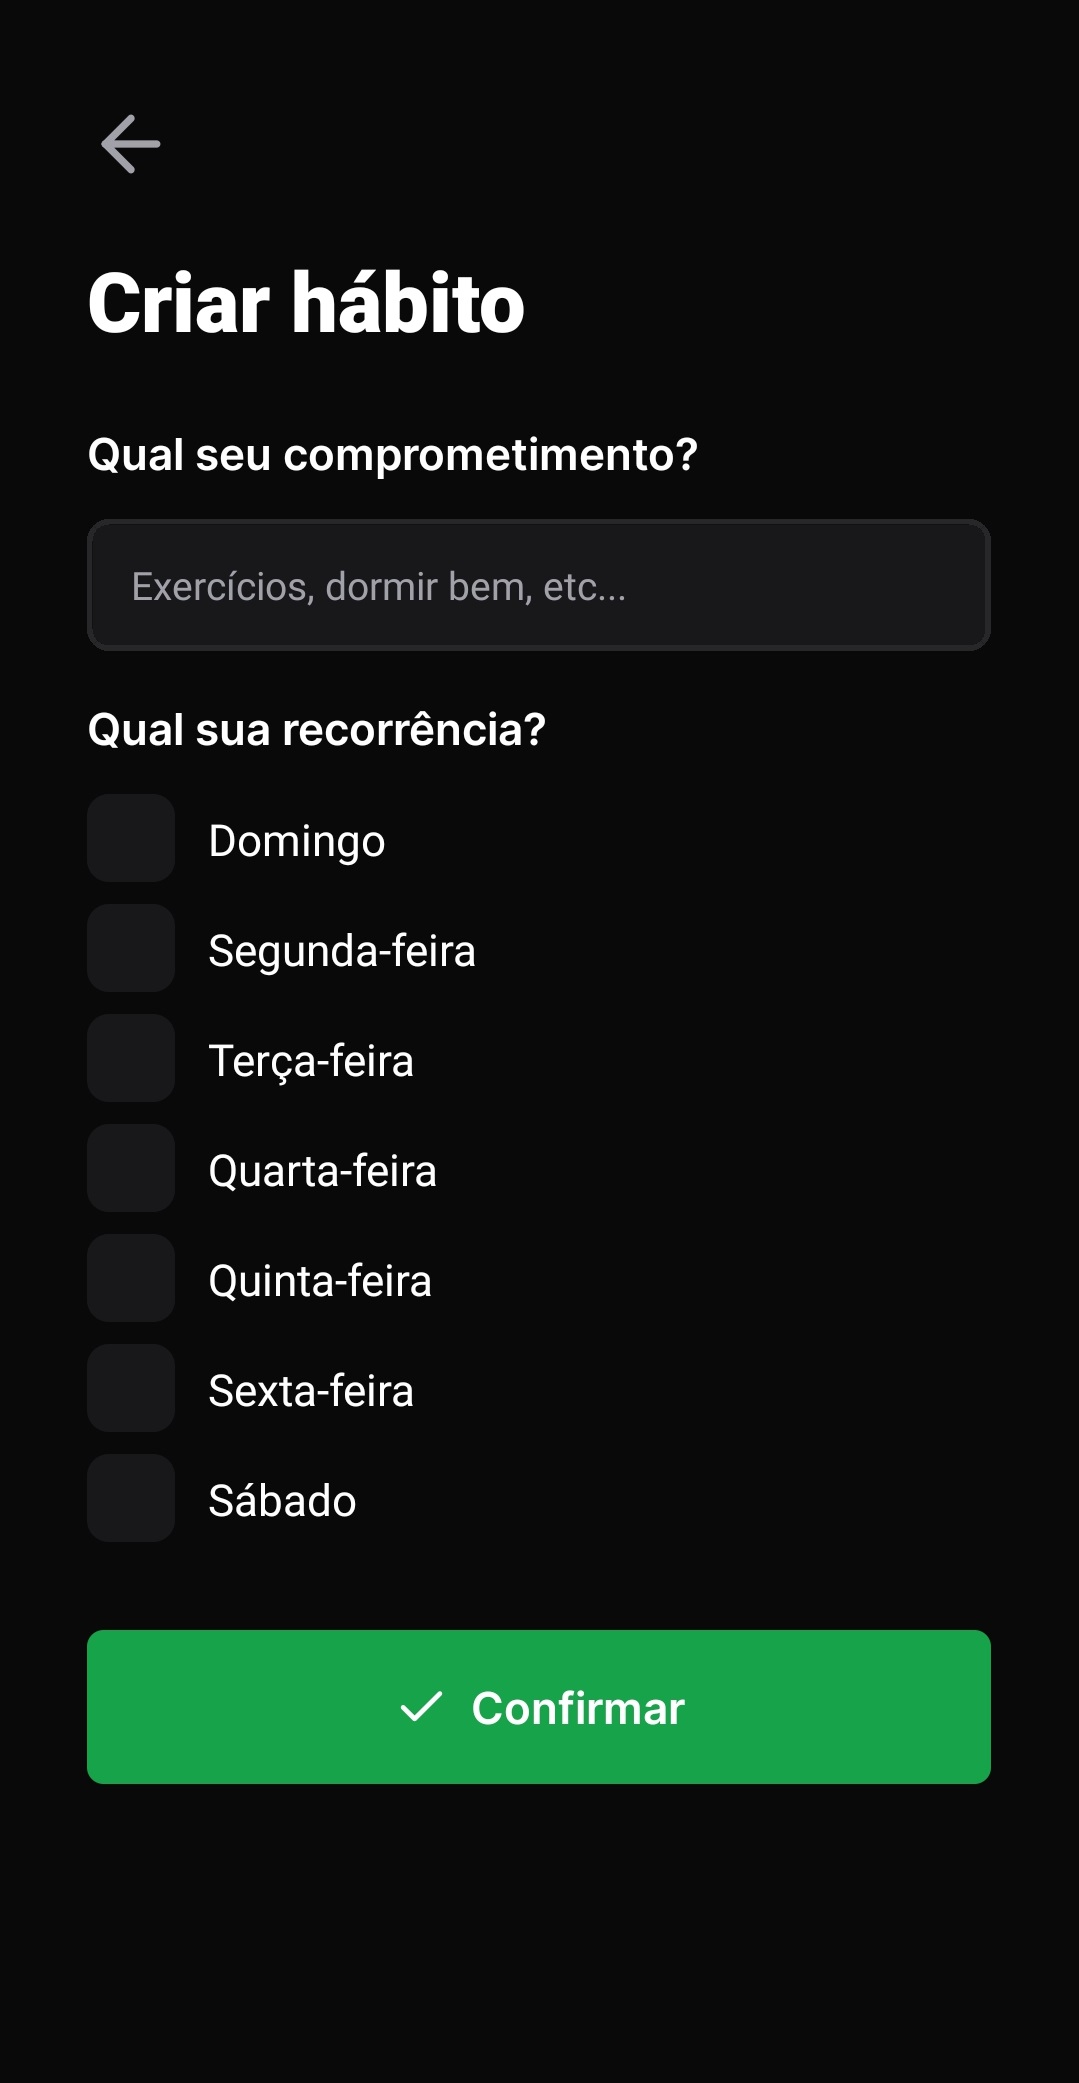 Criar hábito
Qual seu comprometimento?
Exercícios, dormir bem, etc...
Qual sua recorrência?
Domingo
Segunda-feira
Terça-feira
Quarta-feira
Quinta-feira
Sexta-feira
Sábado
Confirmar